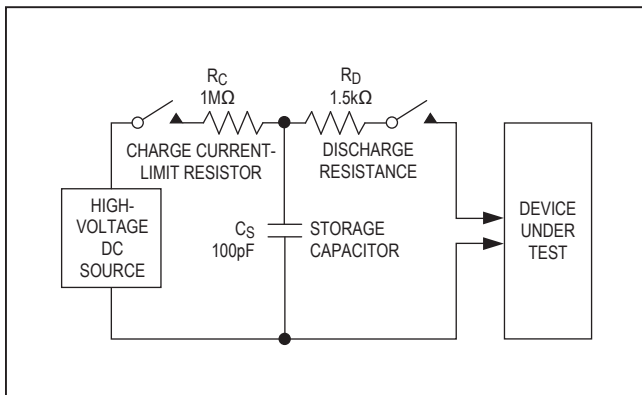 RC
1MΩ
CHARGE CURRENT-
LIMIT RESISTOR
RD
1.5kΩ
DISCHARGE
RESISTANCE
HIGH-
VOLTAGE
DC
SOURCE
CS
100pF
STORAGE
CAPACITOR
DEVICE
UNDER
TEST